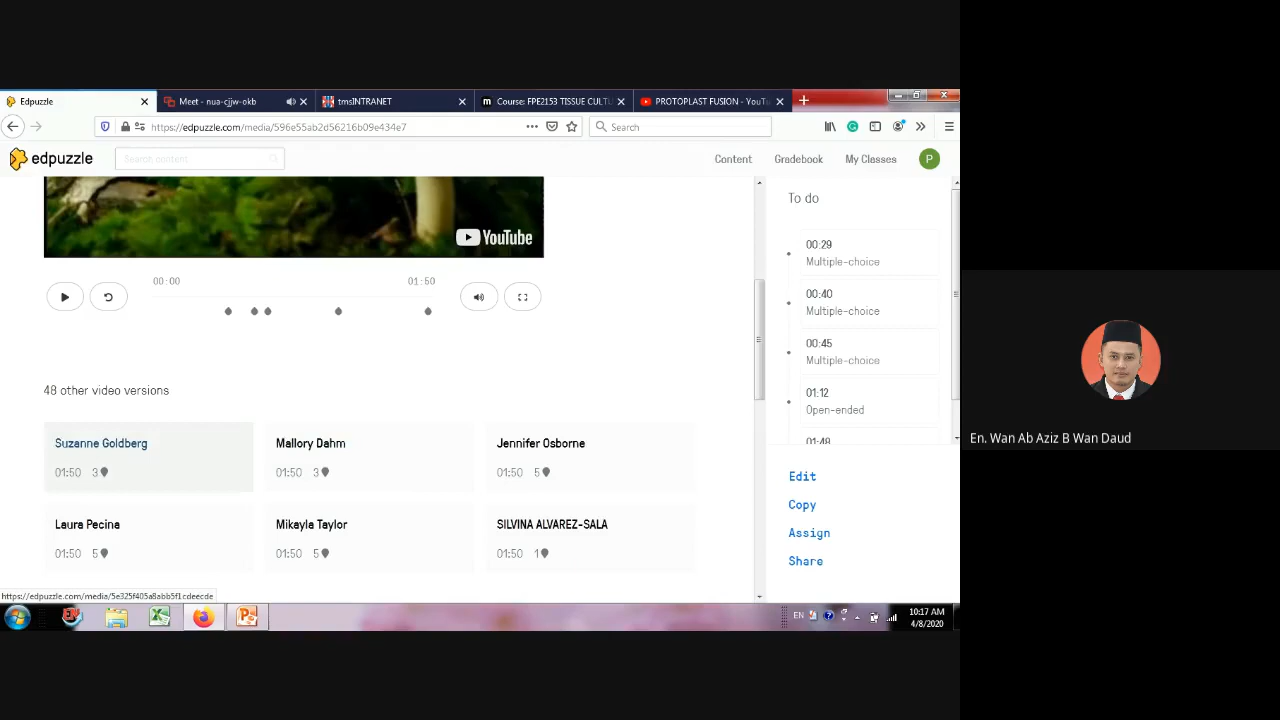 Edpuzzle
Meet - nua-cjjw-okb
tmsINTRANET
Course: FPE2153 TISSUE CULTU
PROTOPLAST FUSION - YouTu
https://edpuzzle.com/media/596e55ab2d56216b09e434e7
Search
edpuzzle
Search content
Content
Gradebook
My Classes
P
YouTube
To do
00:29
Multiple-choice
00:40
Multiple-choice
00:45
Multiple-choice
01:12
Open-ended
01:48
00:00
01:50
48 other video versions
Suzanne Goldberg
01:50 3
Mallory Dahm
01:50 3
Jennifer Osborne
01:50 5
Laura Pecina
01:50 5
Mikayla Taylor
01:50 5
SILVINA ALVAREZ-SALA
01:50 1
Edit
Copy
Assign
Share
https://edpuzzle.com/media/5e325f405a8abb5f1cdeecde
EN
10:17 AM
4/8/2020
En. Wan Ab Aziz B Wan Daud